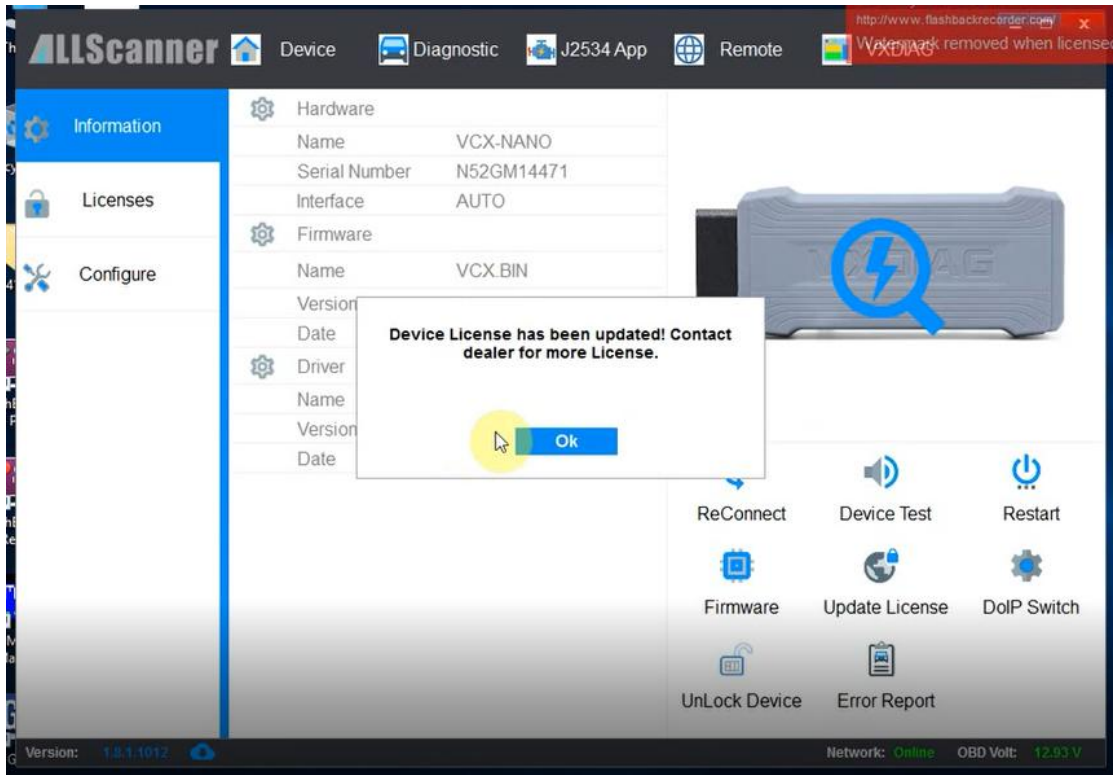 http://www.flashbackrecorder.com/
Watermark removed when licensed
ALLScanner Device Diagnostic J2534 App Remote VXDIAG
Information
Licenses
Configure
Hardware
Name VCX-NANO
Serial Number N52GM14471
Interface AUTO
Firmware
Name VCX.BIN
Version
Date
Driver
Name
Version
Date
VXDIAG
Device License has been updated! Contact
dealer for more License.
Ok
ReConnect Device Test Restart
Firmware Update License DoIP Switch
UnLock Device Error Report
Version: 1.8.1.1012 Network: Online OBD Volt: 12.93 V